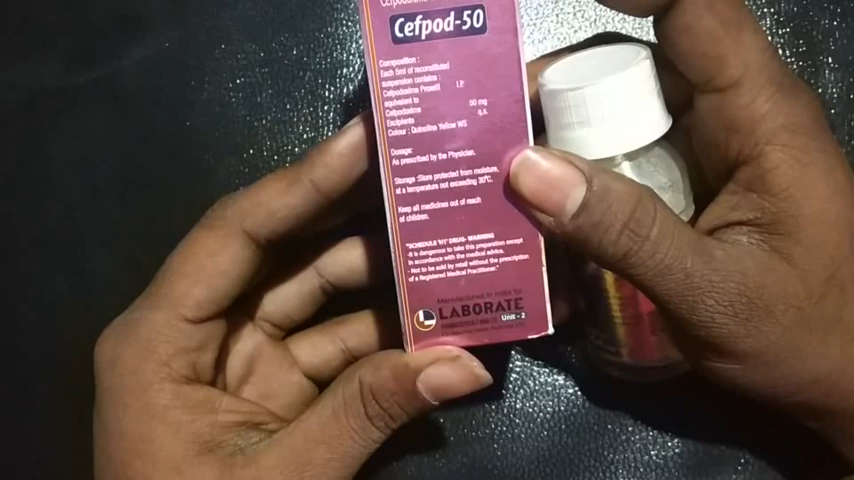 Cefpod-50
Composition :
Each 5ml of reconstituted
suspension contains :
Cefpodoxime Proxetil I.P.
equivalent to
Cefpodoxime 50 mg
Excipients q.s.
Colour : Quinoline Yellow WS
Dosage:
As prescribed by the Physician.
Storage :Store protected from moisture,
at a temperature not exceeding 30°C.
Keep all medicines out of reach
of children.
"SCHEDULE 'H1' DRUG- WARNING
-It is dangerous to take this preparation except
in accordance with the medical advice.
- Not to be sold by retail without the prescription
of a Registered Medical Practitioner."
Manufactured in India by
LABORATE
Unit - 2